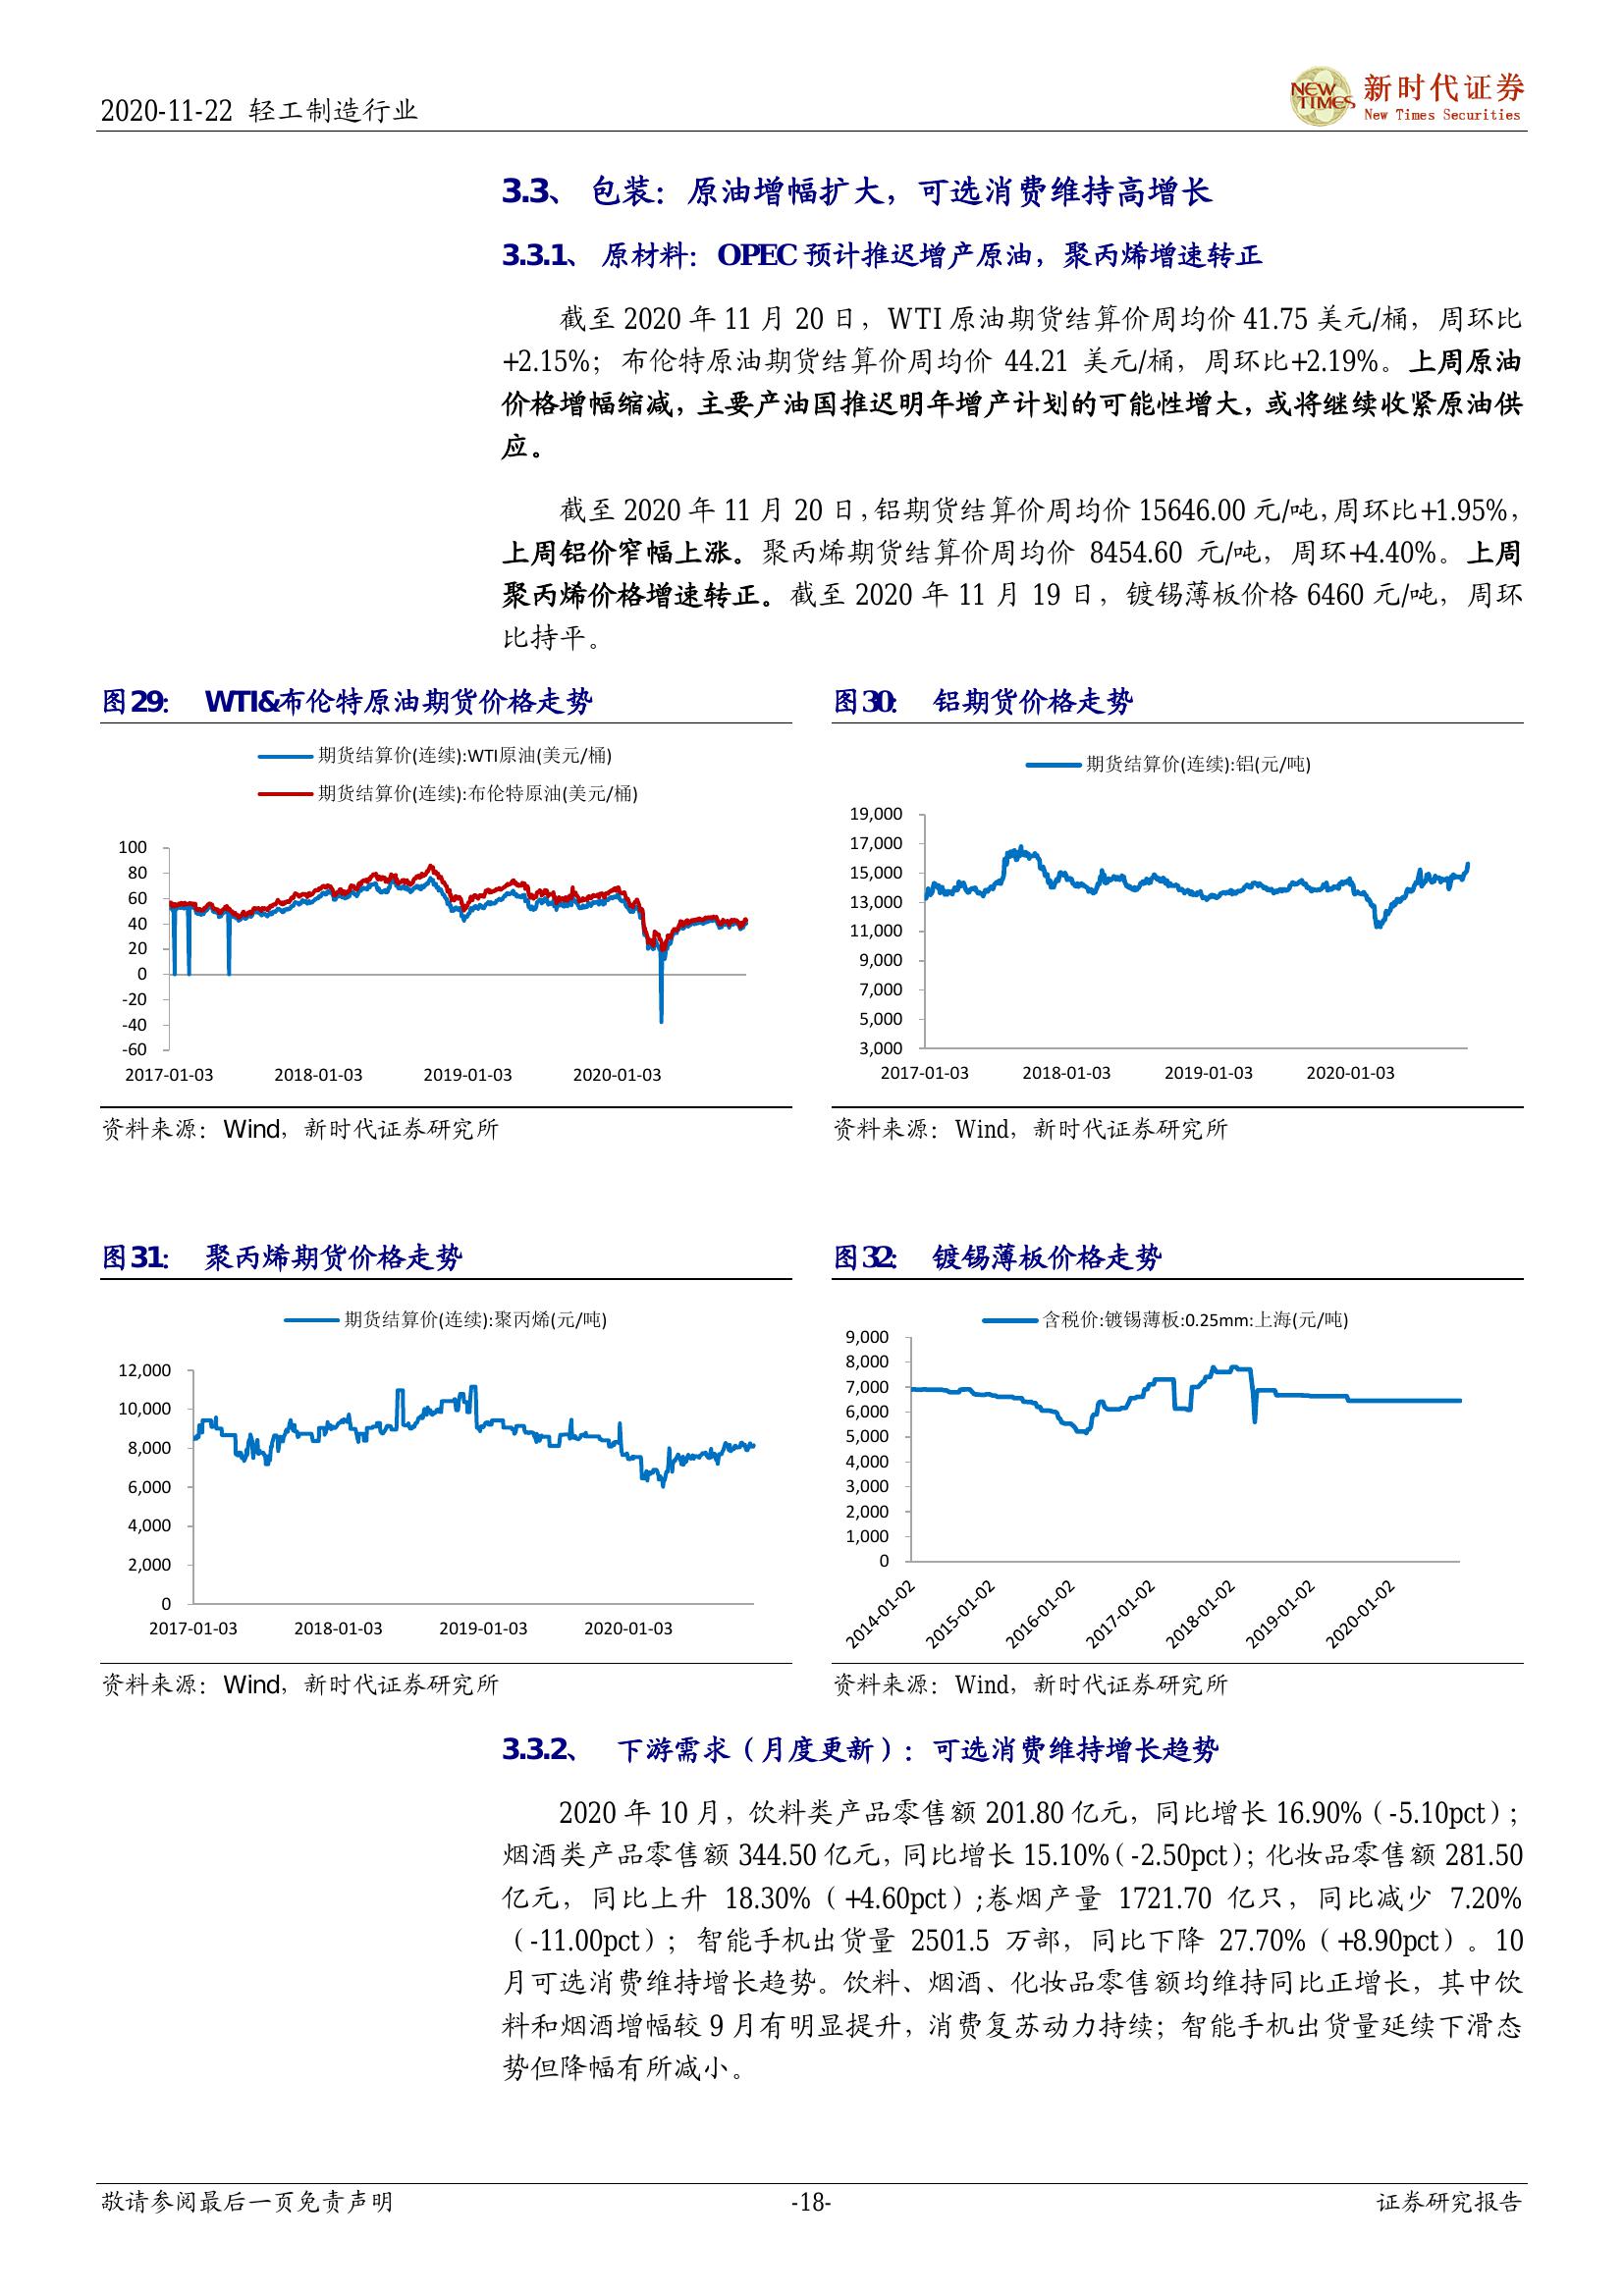 2020-11-22 轻工制造行业
NEW TIMES
新时代证券
New Times Securities
3.3、 包装：原油增幅扩大，可选消费维持高增长
3.3.1、 原材料：OPEC 预计推迟增产原油，聚丙烯增速转正
截至 2020 年 11 月 20 日，WTI 原油期货结算价周均价 41.75 美元/桶，周环比
+2.15%；布伦特原油期货结算价周均价 44.21 美元/桶，周环比+2.19%。上周原油
价格增幅缩减，主要产油国推迟明年增产计划的可能性增大，或将继续收紧原油供
应。
截至 2020 年 11 月 20 日，铝期货结算价周均价 15646.00 元/吨，周环比+1.95%，
上周铝价窄幅上涨。聚丙烯期货结算价周均价 8454.60 元/吨，周环+4.40%。上周
聚丙烯价格增速转正。截至 2020 年 11 月 19 日，镀锡薄板价格 6460 元/吨，周环
比持平。
图29： WTI&布伦特原油期货价格走势
期货结算价(连续):WTI原油(美元/桶)
期货结算价(连续):布伦特原油(美元/桶)
100
80
60
40
20
0
-20
-40
-60
2017-01-03 2018-01-03 2019-01-03 2020-01-03
资料来源：Wind，新时代证券研究所
图30： 铝期货价格走势
期货结算价(连续):铝(元/吨)
19,000
17,000
15,000
13,000
11,000
9,000
7,000
5,000
3,000
2017-01-03 2018-01-03 2019-01-03 2020-01-03
资料来源：Wind，新时代证券研究所
图31： 聚丙烯期货价格走势
期货结算价(连续):聚丙烯(元/吨)
12,000
10,000
8,000
6,000
4,000
2,000
0
2017-01-03 2018-01-03 2019-01-03 2020-01-03
资料来源：Wind，新时代证券研究所
图32： 镀锡薄板价格走势
含税价:镀锡薄板:0.25mm:上海(元/吨)
9,000
8,000
7,000
6,000
5,000
4,000
3,000
2,000
1,000
0
2014-01-02 2015-01-02 2016-01-02 2017-01-02 2018-01-02 2019-01-02 2020-01-02
资料来源：Wind，新时代证券研究所
3.3.2、 下游需求（月度更新）：可选消费维持增长趋势
2020 年 10 月，饮料类产品零售额 201.80 亿元，同比增长 16.90%（-5.10pct）；
烟酒类产品零售额 344.50 亿元，同比增长 15.10%（-2.50pct）；化妆品零售额 281.50
亿元，同比上升 18.30%（+4.60pct）;卷烟产量 1721.70 亿只，同比减少 7.20%
（-11.00pct）；智能手机出货量 2501.5 万部，同比下降 27.70%（+8.90pct）。10
月可选消费维持增长趋势。饮料、烟酒、化妆品零售额均维持同比正增长，其中饮
料和烟酒增幅较 9 月有明显提升，消费复苏动力持续；智能手机出货量延续下滑态
势但降幅有所减小。
敬请参阅最后一页免责声明 -18- 证券研究报告